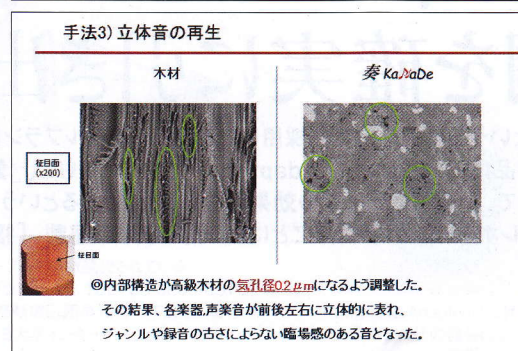 手法3)立体音の再生
木材
奏 KaNaDe
柾目面
(x200)
柾目面
◎内部構造が高級木材の気孔径0.2μmになるよう調整した。
その結果、各楽器,声楽音が前後左右に立体的に表れ、
ジャンルや録音の古さによらない臨場感のある音となった。